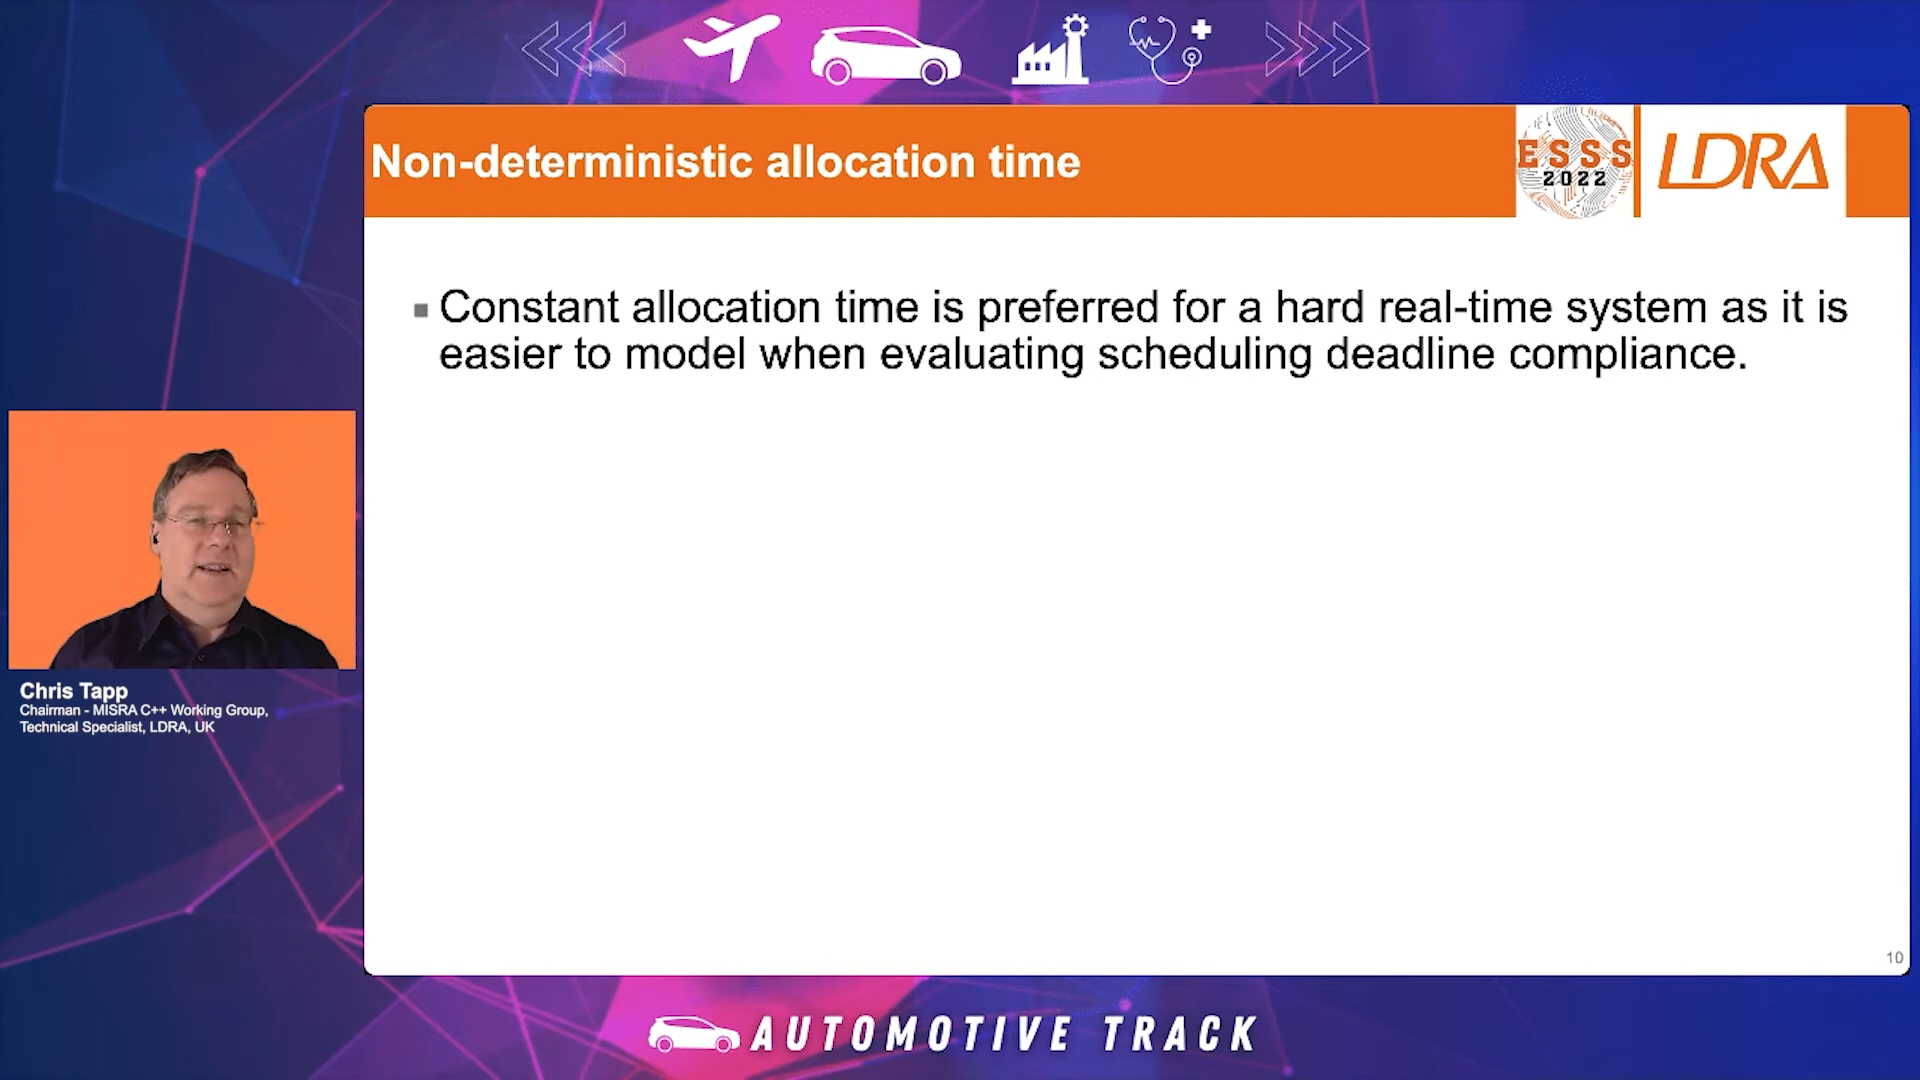 Non-deterministic allocation time
ESSS
2022
LDRA
▪ Constant allocation time is preferred for a hard real-time system as it is
easier to model when evaluating scheduling deadline compliance.
Chris Tapp
Chairman - MISRA C++ Working Group,
Technical Specialist, LDRA, UK
10
AUTOMOTIVE TRACK